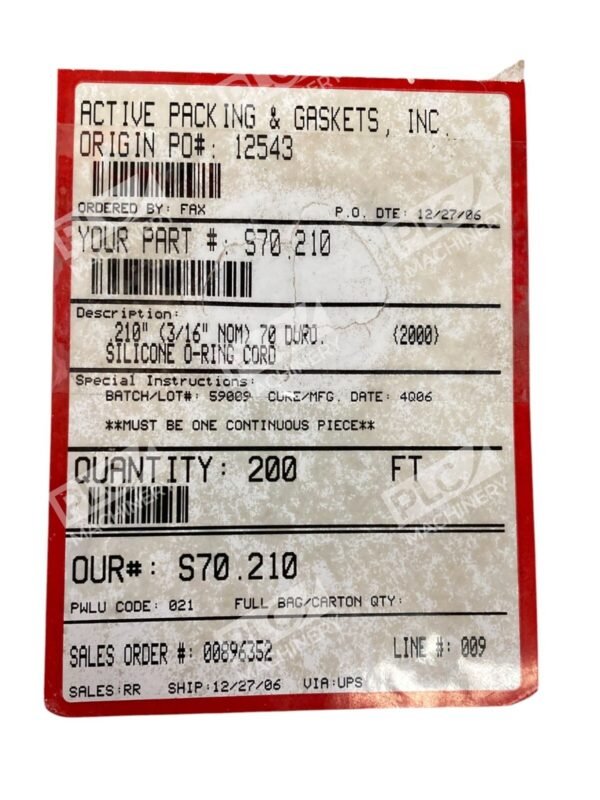 ACTIVE PACKING & GASKETS, INC.
ORIGIN PO#: 12543
ORDERED BY: FAX P.O. DTE: 12/27/06
YOUR PART #: S70.210
Description:
.210" (3/16" NOM) 70 DURO. (2000)
SILICONE O-RING CORD
Special Instructions:
BATCH/LOT#: 59009 CURE/MFG. DATE: 4Q06
**MUST BE ONE CONTINUOUS PIECE**
QUANTITY: 200 FT
OUR#: S70.210
PWLU CODE: 021 FULL BAG/CARTON QTY:
SALES ORDER #: 00896352 LINE #: 009
SALES:RR SHIP:12/27/06 VIA:UPS
PLC MACHINERY